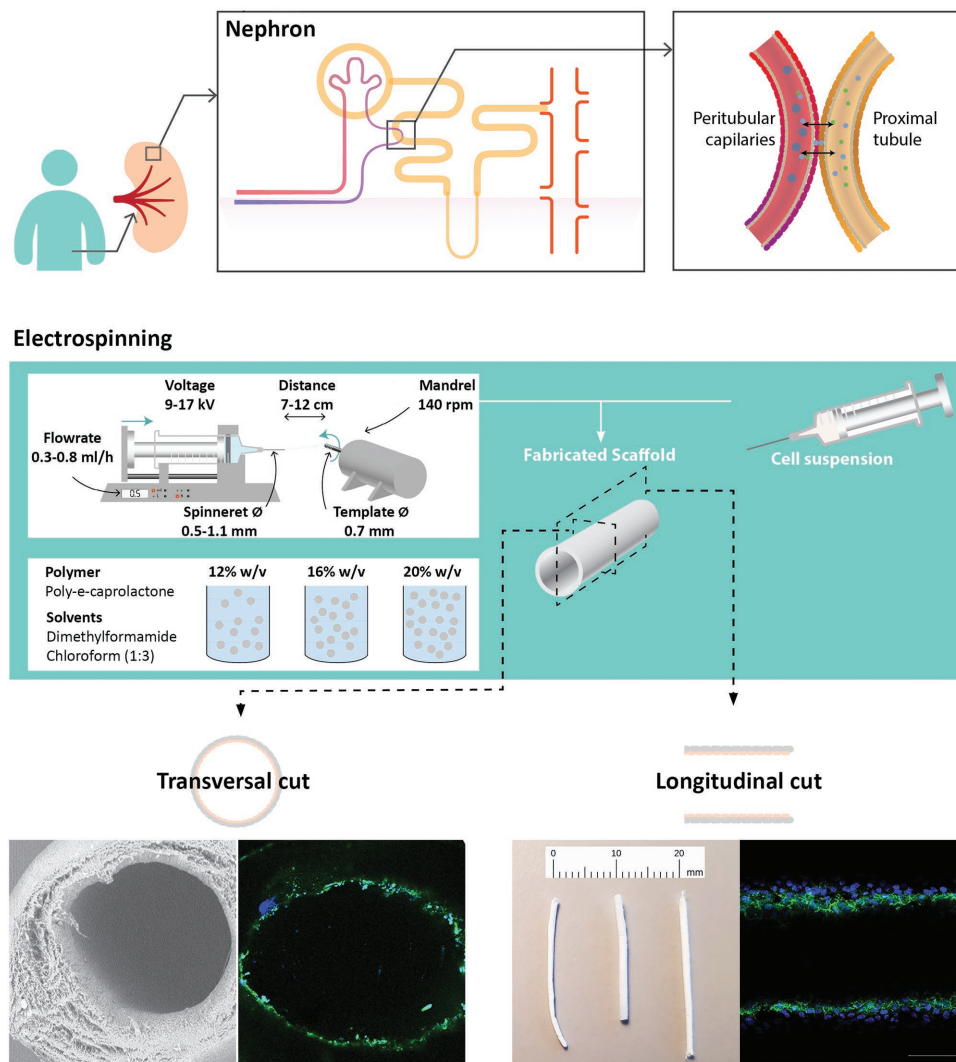 Nephron
Peritubular
capilaries
Proximal
tubule
Electrospinning
Voltage
9-17 kV
Distance
7-12 cm
Mandrel
140 rpm
Flowrate
0.3-0.8 ml/h
0.5
Spinneret Ø
0.5-1.1 mm
Template Ø
0.7 mm
Fabricated Scaffold
Cell suspension
Polymer
Poly-e-caprolactone
Solvents
Dimethylformamide
Chloroform (1:3)
12% w/v
16% w/v
20% w/v
Transversal cut
Longitudinal cut
0 10 20
mm